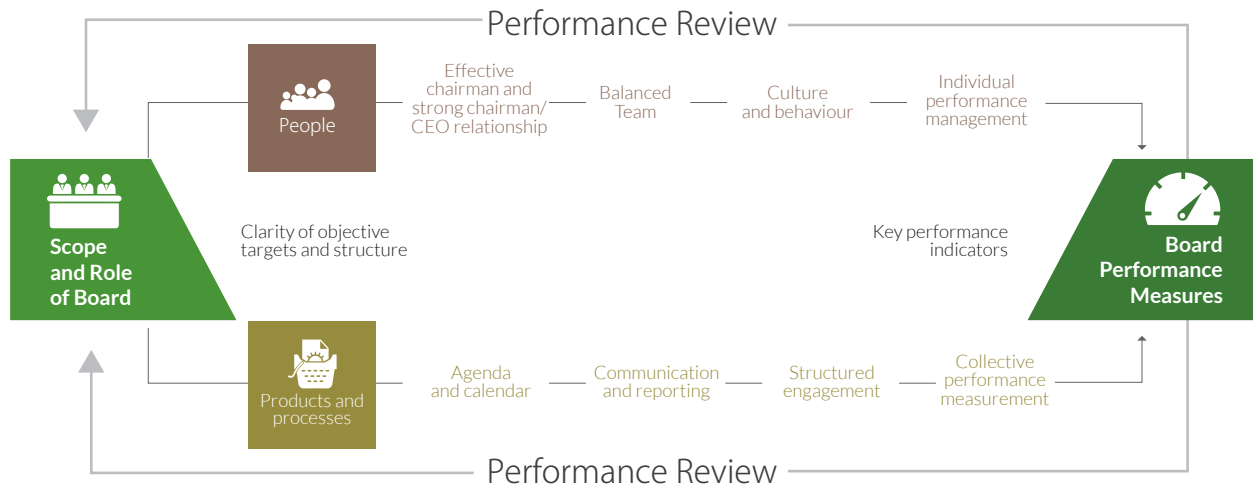 Performance Review
People
Effective
chairman and
strong chairman/
CEO relationship
Balanced
Team
Culture
and behaviour
Individual
performance
management
Scope
and Role
of Board
Clarity of objective
targets and structure
Key performance
indicators
Board
Performance
Measures
Products and
processes
Agenda
and calendar
Communication
and reporting
Structured
engagement
Collective
performance
measurement
Performance Review